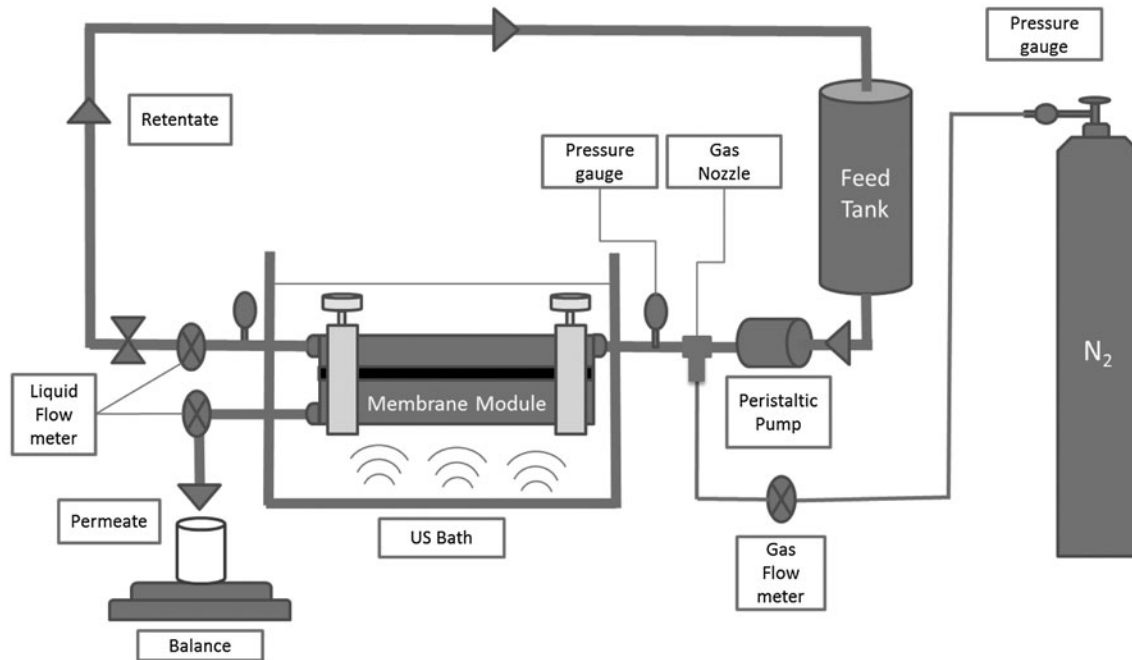 Pressure
gauge
Retentate
Pressure
gauge
Gas
Nozzle
Feed
Tank
N₂
Liquid
Flow
meter
Membrane Module
Peristaltic
Pump
Permeate
US Bath
Gas
Flow
meter
Balance